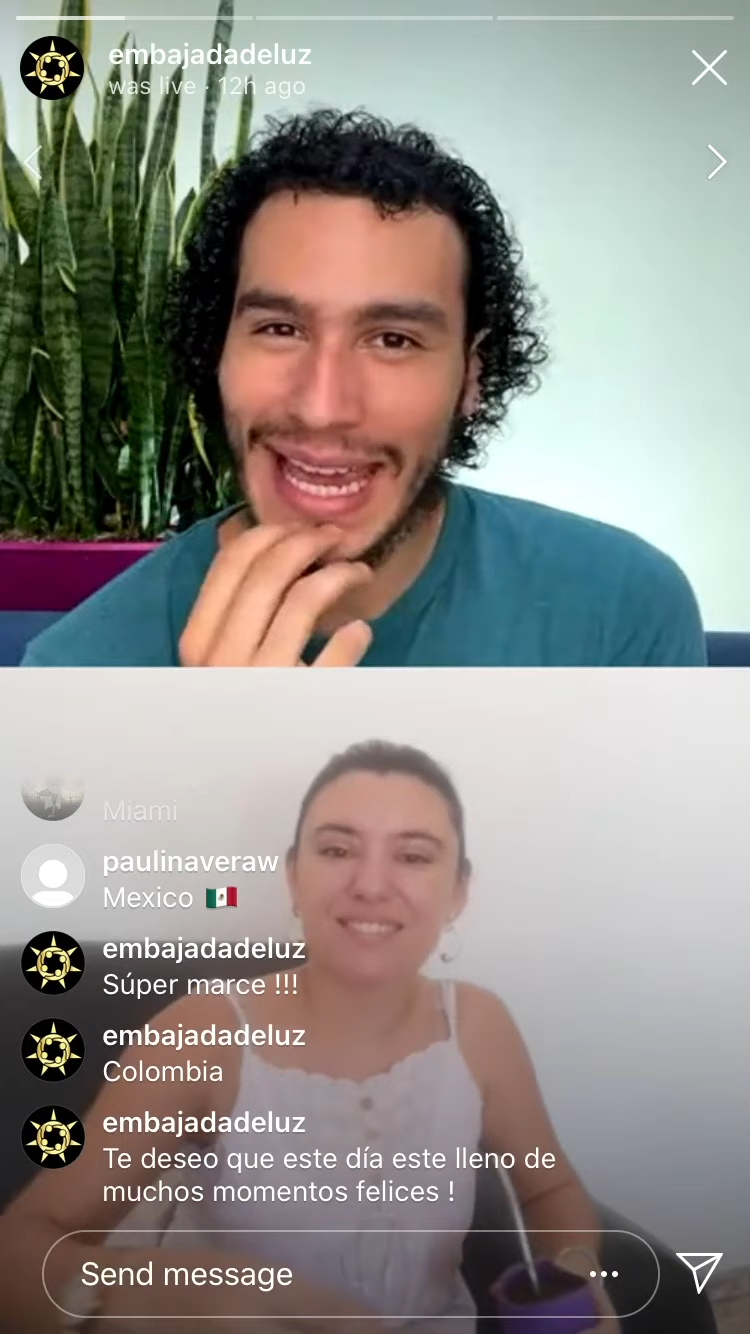 embajadadeluz
was live · 12h ago
Miami
paulinaveraw
Mexico 🇲🇽
embajadadeluz
Súper marce !!!
embajadadeluz
Colombia
embajadadeluz
Te deseo que este día este lleno de
muchos momentos felices !
Send message